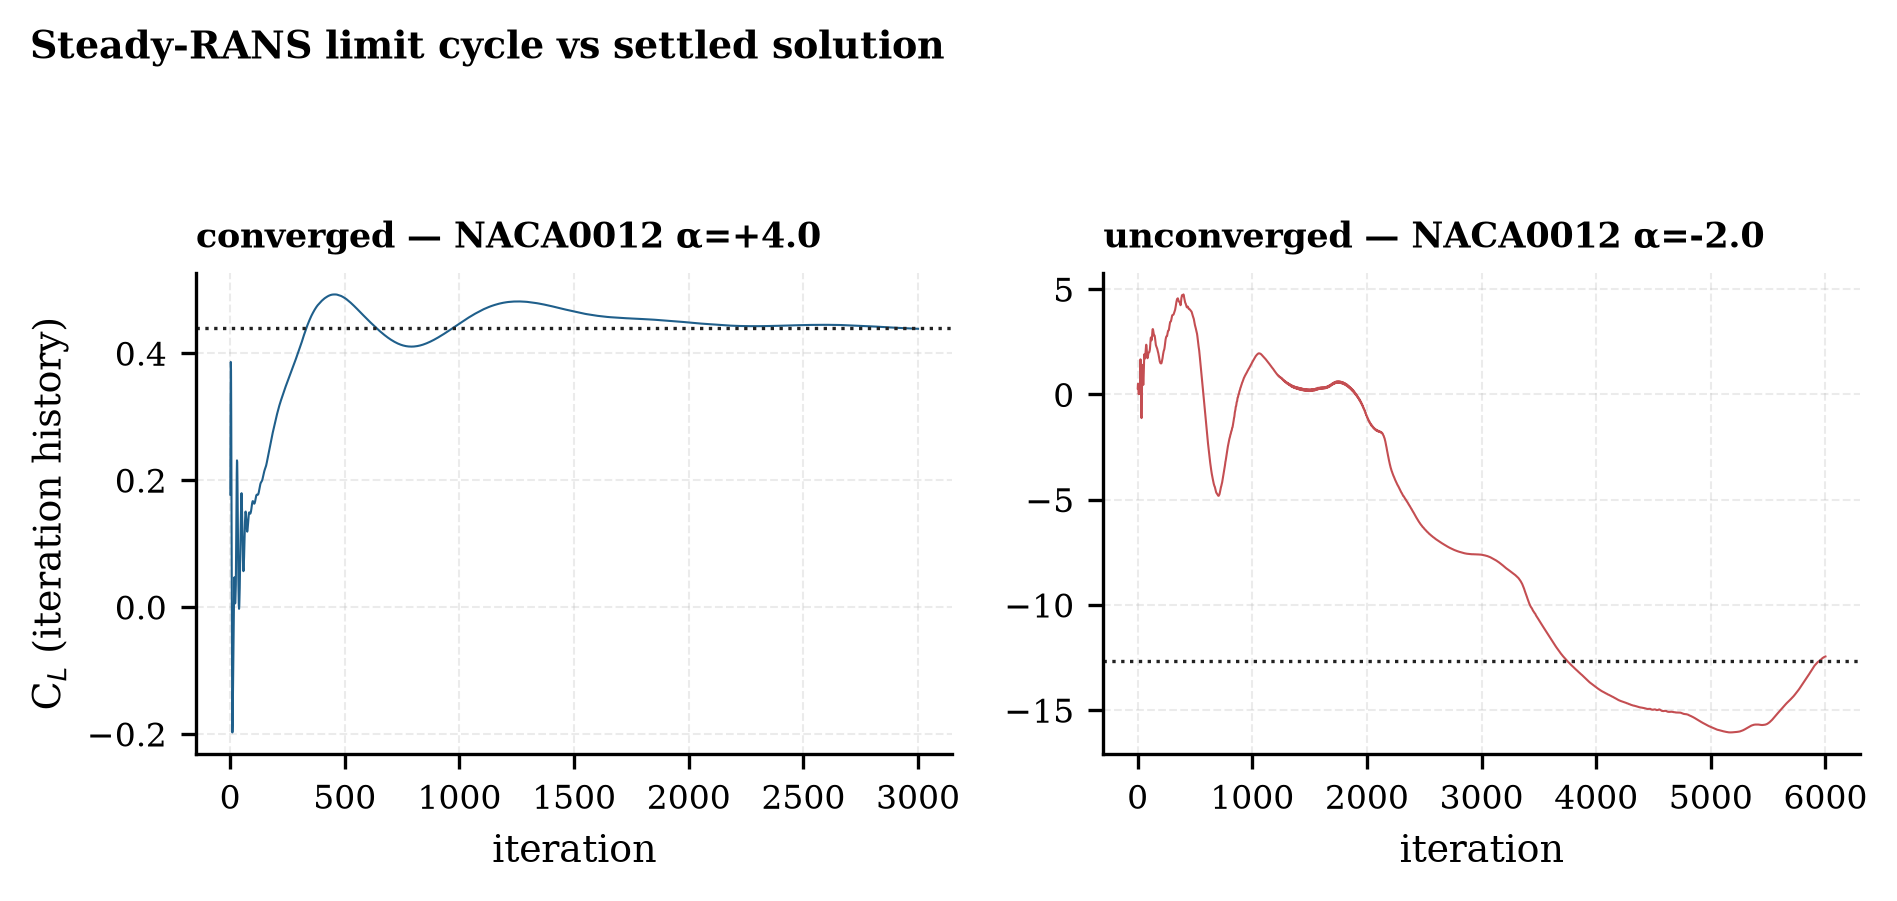 Steady-RANS limit cycle vs settled solution
converged — NACA0012 α=+4.0
C_L (iteration history)
0.4
0.2
0.0
−0.2
0 500 1000 1500 2000 2500 3000
iteration
unconverged — NACA0012 α=-2.0
5
0
−5
−10
−15
0 1000 2000 3000 4000 5000 6000
iteration